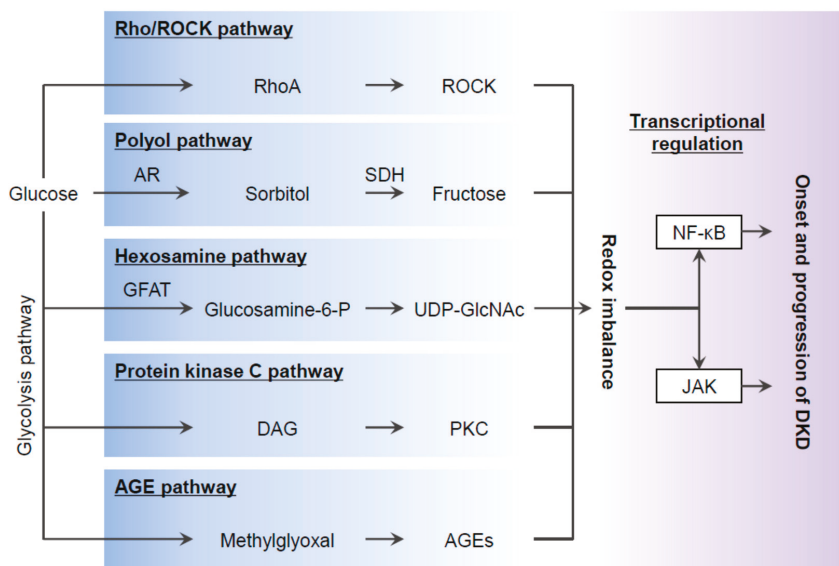 Rho/ROCK pathway
RhoA
ROCK
Polyol pathway
AR
SDH
Glucose
Sorbitol
Fructose
Hexosamine pathway
GFAT
Glucosamine-6-P
UDP-GlcNAc
Glycolysis pathway
Protein kinase C pathway
DAG
PKC
AGE pathway
Methylglyoxal
AGEs
Redox imbalance
Transcriptional
regulation
NF-κB
JAK
Onset and progression of DKD